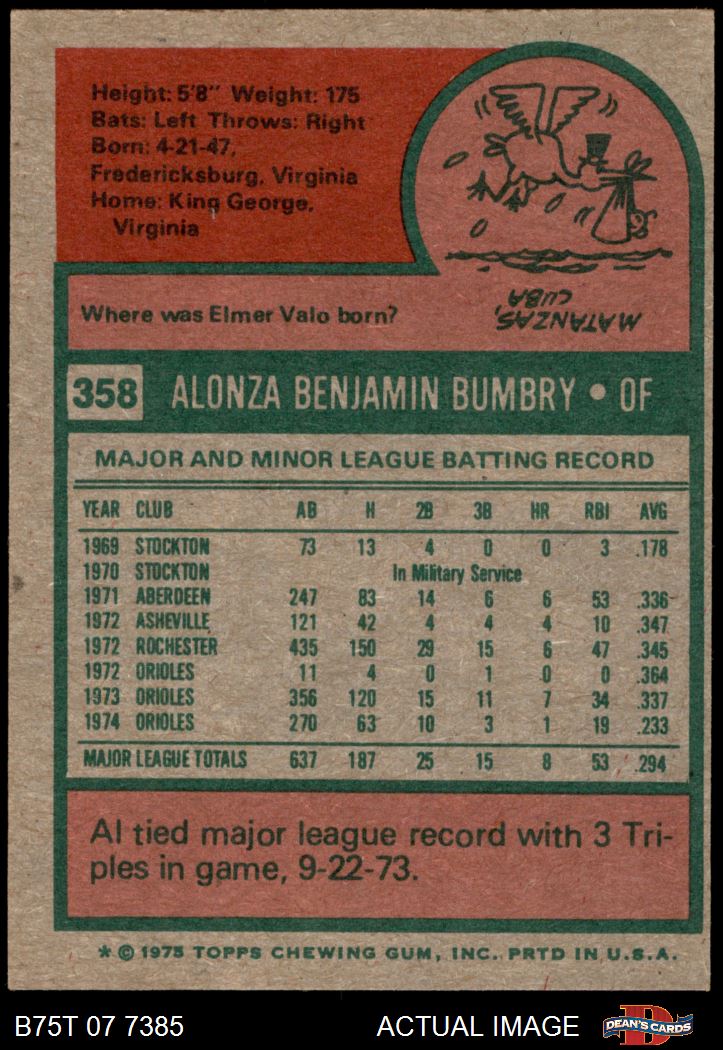 Height: 5'8" Weight: 175
Bats: Left Throws: Right
Born: 4-21-47,
Fredericksburg, Virginia
Home: King George,
Virginia
Where was Elmer Valo born?
MATANZAS,
CUBA
358 ALONZA BENJAMIN BUMBRY • OF
MAJOR AND MINOR LEAGUE BATTING RECORD
YEAR CLUB AB H 2B 3B HR RBI AVG
1969 STOCKTON 73 13 4 0 0 3 .178
1970 STOCKTON In Military Service
1971 ABERDEEN 247 83 14 6 6 53 .336
1972 ASHEVILLE 121 42 4 4 4 10 .347
1972 ROCHESTER 435 150 29 15 6 47 .345
1972 ORIOLES 11 4 0 1 0 0 .364
1973 ORIOLES 356 120 15 11 7 34 .337
1974 ORIOLES 270 63 10 3 1 19 .233
MAJOR LEAGUE TOTALS 637 187 25 15 8 53 .294
Al tied major league record with 3 Tri-
ples in game, 9-22-73.
* © 1975 TOPPS CHEWING GUM, INC. PRTD IN U.S.A.
B75T 07 7385 ACTUAL IMAGE D DEAN'S CARDS